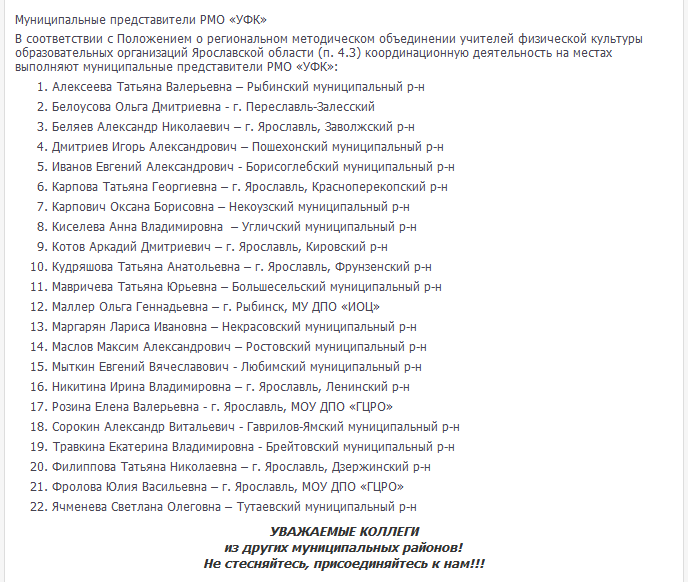 Муниципальные представители РМО «УФК»
В соответствии с Положением о региональном методическом объединении учителей физической культуры
образовательных организаций Ярославской области (п. 4.3) координационную деятельность на местах
выполняют муниципальные представители РМО «УФК»:
1. Алексеева Татьяна Валерьевна – Рыбинский муниципальный р-н
2. Белоусова Ольга Дмитриевна - г. Переславль-Залесский
3. Беляев Александр Николаевич – г. Ярославль, Заволжский р-н
4. Дмитриев Игорь Александрович – Пошехонский муниципальный р-н
5. Иванов Евгений Александрович - Борисоглебский муниципальный р-н
6. Карпова Татьяна Георгиевна – г. Ярославль, Красноперекопский р-н
7. Карпович Оксана Борисовна – Некоузский муниципальный р-н
8. Киселева Анна Владимировна  – Угличский муниципальный р-н
9. Котов Аркадий Дмитриевич – г. Ярославль, Кировский р-н
10. Кудряшова Татьяна Анатольевна – г. Ярославль, Фрунзенский р-н
11. Мавричева Татьяна Юрьевна – Большесельский муниципальный р-н
12. Маллер Ольга Геннадьевна – г. Рыбинск, МУ ДПО «ИОЦ»
13. Маргарян Лариса Ивановна – Некрасовский муниципальный р-н
14. Маслов Максим Александрович – Ростовский муниципальный р-н
15. Мыткин Евгений Вячеславович - Любимский муниципальный р-н
16. Никитина Ирина Владимировна – г. Ярославль, Ленинский р-н
17. Розина Елена Валерьевна - г. Ярославль, МОУ ДПО «ГЦРО»
18. Сорокин Александр Витальевич - Гаврилов-Ямский муниципальный р-н
19. Травкина Екатерина Владимировна - Брейтовский муниципальный р-н
20. Филиппова Татьяна Николаевна – г. Ярославль, Дзержинский р-н
21. Фролова Юлия Васильевна – г. Ярославль, МОУ ДПО «ГЦРО»
22. Ячменева Светлана Олеговна – Тутаевский муниципальный р-н
УВАЖАЕМЫЕ КОЛЛЕГИ
из других муниципальных районов!
Не стесняйтесь, присоединяйтесь к нам!!!